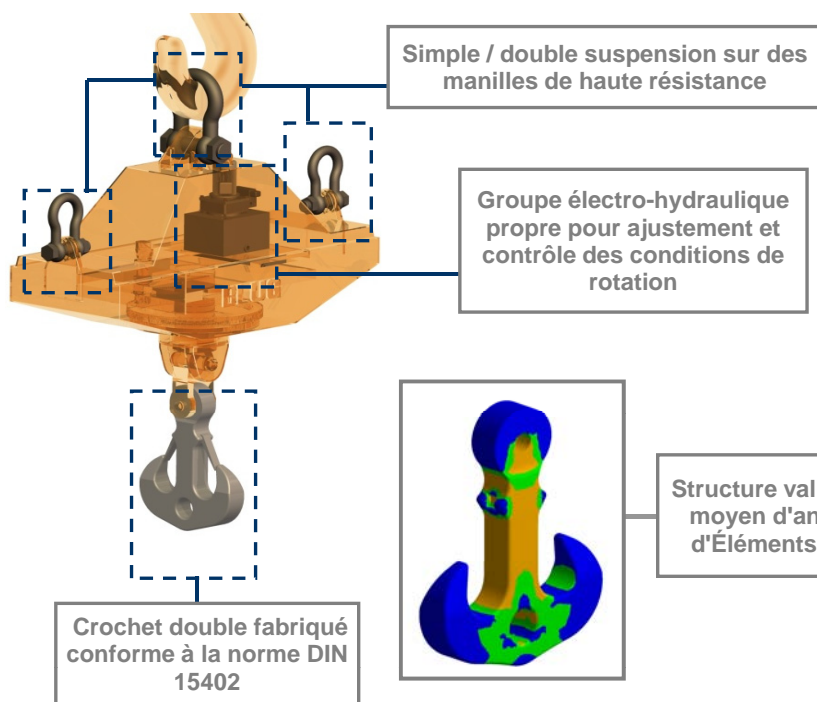 Simple / double suspension sur des
manilles de haute résistance
Groupe électro-hydraulique
propre pour ajustement et
contrôle des conditions de
rotation
Structure val
moyen d'an
d'Éléments
Crochet double fabriqué
conforme à la norme DIN
15402